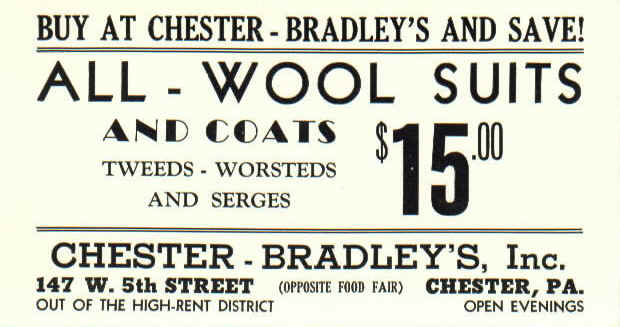 BUY AT CHESTER - BRADLEY'S AND SAVE!
ALL - WOOL SUITS
AND COATS
TWEEDS - WORSTEDS
AND SERGES
$15.00
CHESTER - BRADLEY'S, Inc.
147 W. 5th STREET (OPPOSITE FOOD FAIR) CHESTER, PA.
OUT OF THE HIGH-RENT DISTRICT OPEN EVENINGS